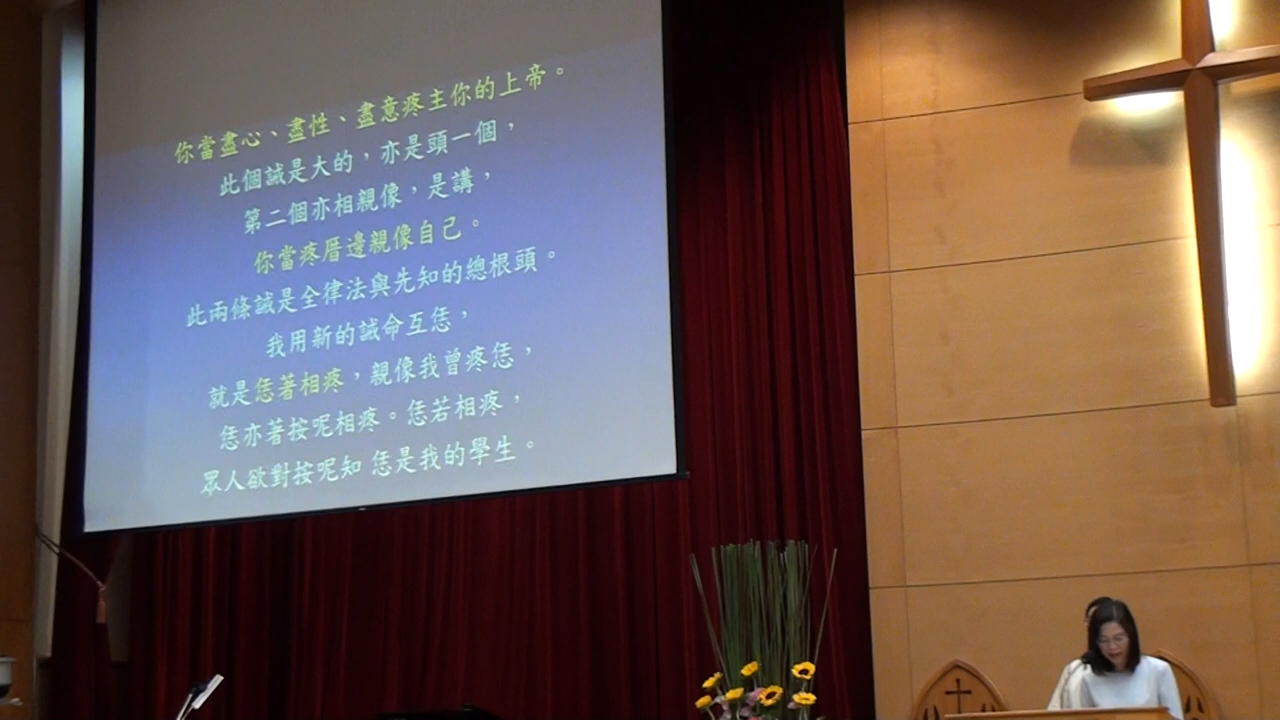 你當盡心、盡性、盡意疼主你的上帝。
此個誡是大的，亦是頭一個，
第二個亦相親像，是講，
你當疼厝邊親像自己。
此兩條誡是全律法與先知的總根頭。
我用新的誡命互恁，
就是恁著相疼，親像我曾疼恁，
恁亦著按呢相疼。恁若相疼，
眾人欲對按呢知 恁是我的學生。